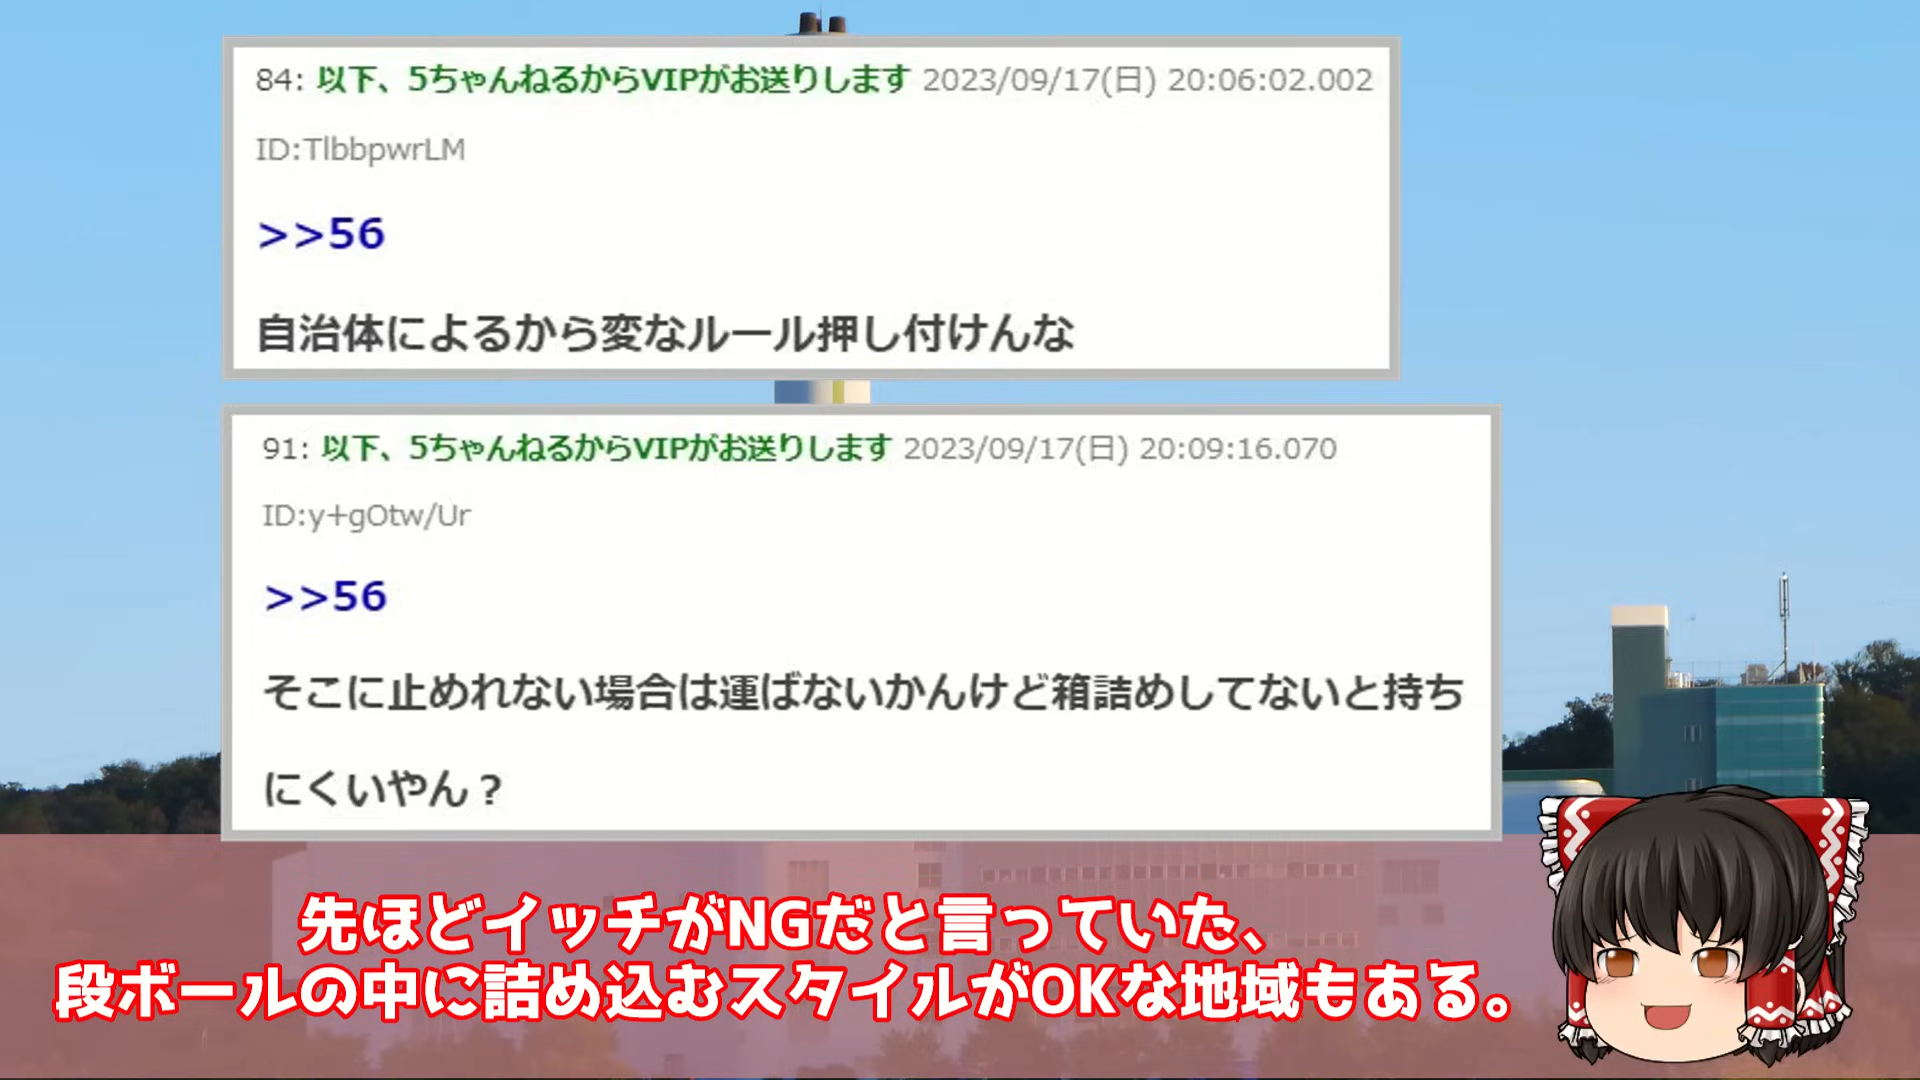 84: 以下、5ちゃんねるからVIPがお送りします 2023/09/17(日) 20:06:02.002
ID:TlbbpwrLM
>>56
自治体によるから変なルール押し付けんな
91: 以下、5ちゃんねるからVIPがお送りします 2023/09/17(日) 20:09:16.070
ID:y+gOtw/Ur
>>56
そこに止めれない場合は運ばないかんけど箱詰めしてないと持ち
にくいやん？
先ほどイッチがNGだと言っていた、
段ボールの中に詰め込むスタイルがOKな地域もある。